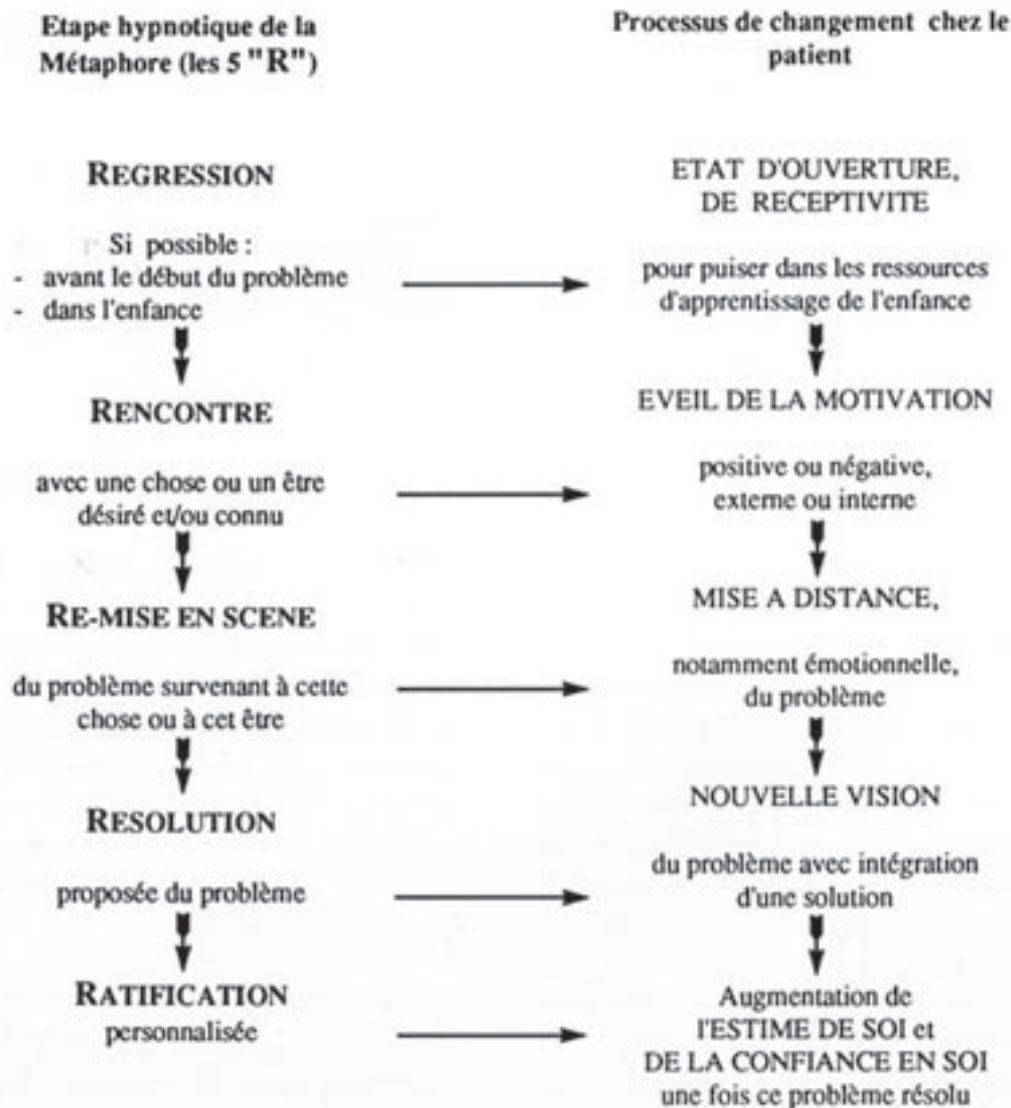 Etape hypnotique de la
Métaphore (les 5 "R")
Processus de changement chez le
patient
REGRESSION
Si possible :
- avant le début du problème
- dans l'enfance
ETAT D'OUVERTURE,
DE RECEPTIVITE
pour puiser dans les ressources
d'apprentissage de l'enfance
RENCONTRE
avec une chose ou un être
désiré et/ou connu
EVEIL DE LA MOTIVATION
positive ou négative,
externe ou interne
RE-MISE EN SCENE
du problème survenant à cette
chose ou à cet être
MISE A DISTANCE,
notamment émotionnelle,
du problème
RESOLUTION
proposée du problème
NOUVELLE VISION
du problème avec intégration
d'une solution
RATIFICATION
personnalisée
Augmentation de
l'ESTIME DE SOI et
DE LA CONFIANCE EN SOI
une fois ce problème résolu